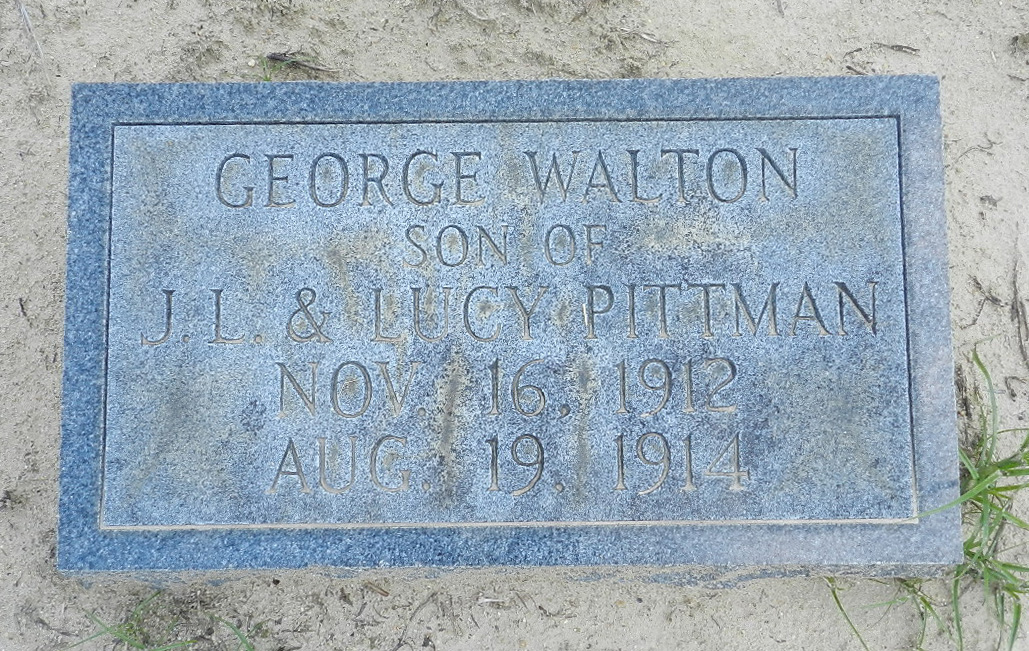 GEORGE WALTON
SON OF
J.L. & LUCY PITTMAN
NOV. 16, 1912
AUG. 19, 1914